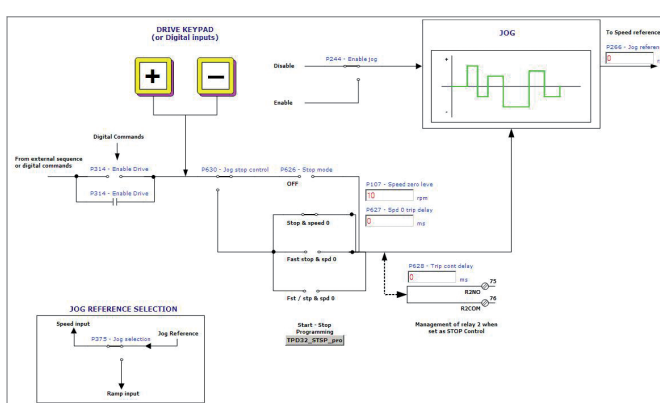 DRIVE KEYPAD
(or Digital inputs)
+
−
JOG
+
-
To Speed reference
P266 - Jog referenc
0
Disable
P244 - Enable jog
Enable
Digital Commands
From external sequence
or digital commands
P314 - Enable Drive
P314 - Enable Drive
P630 - Jog stop control
P626 - Stop mode
OFF
P107 - Speed zero leve
10
rpm
P627 - Spd 0 trip delay
0
ms
Stop & speed 0
Fast stop & spd 0
Fst / stp & spd 0
P628 - Trip cont delay
0
ms
75
R2NO
76
R2COM
JOG REFERENCE SELECTION
Speed input
P375 - Jog selection
Jog Reference
Ramp input
Start - Stop
Programming
TPD32_STSP_pro
Management of relay 2 when
set as STOP Control